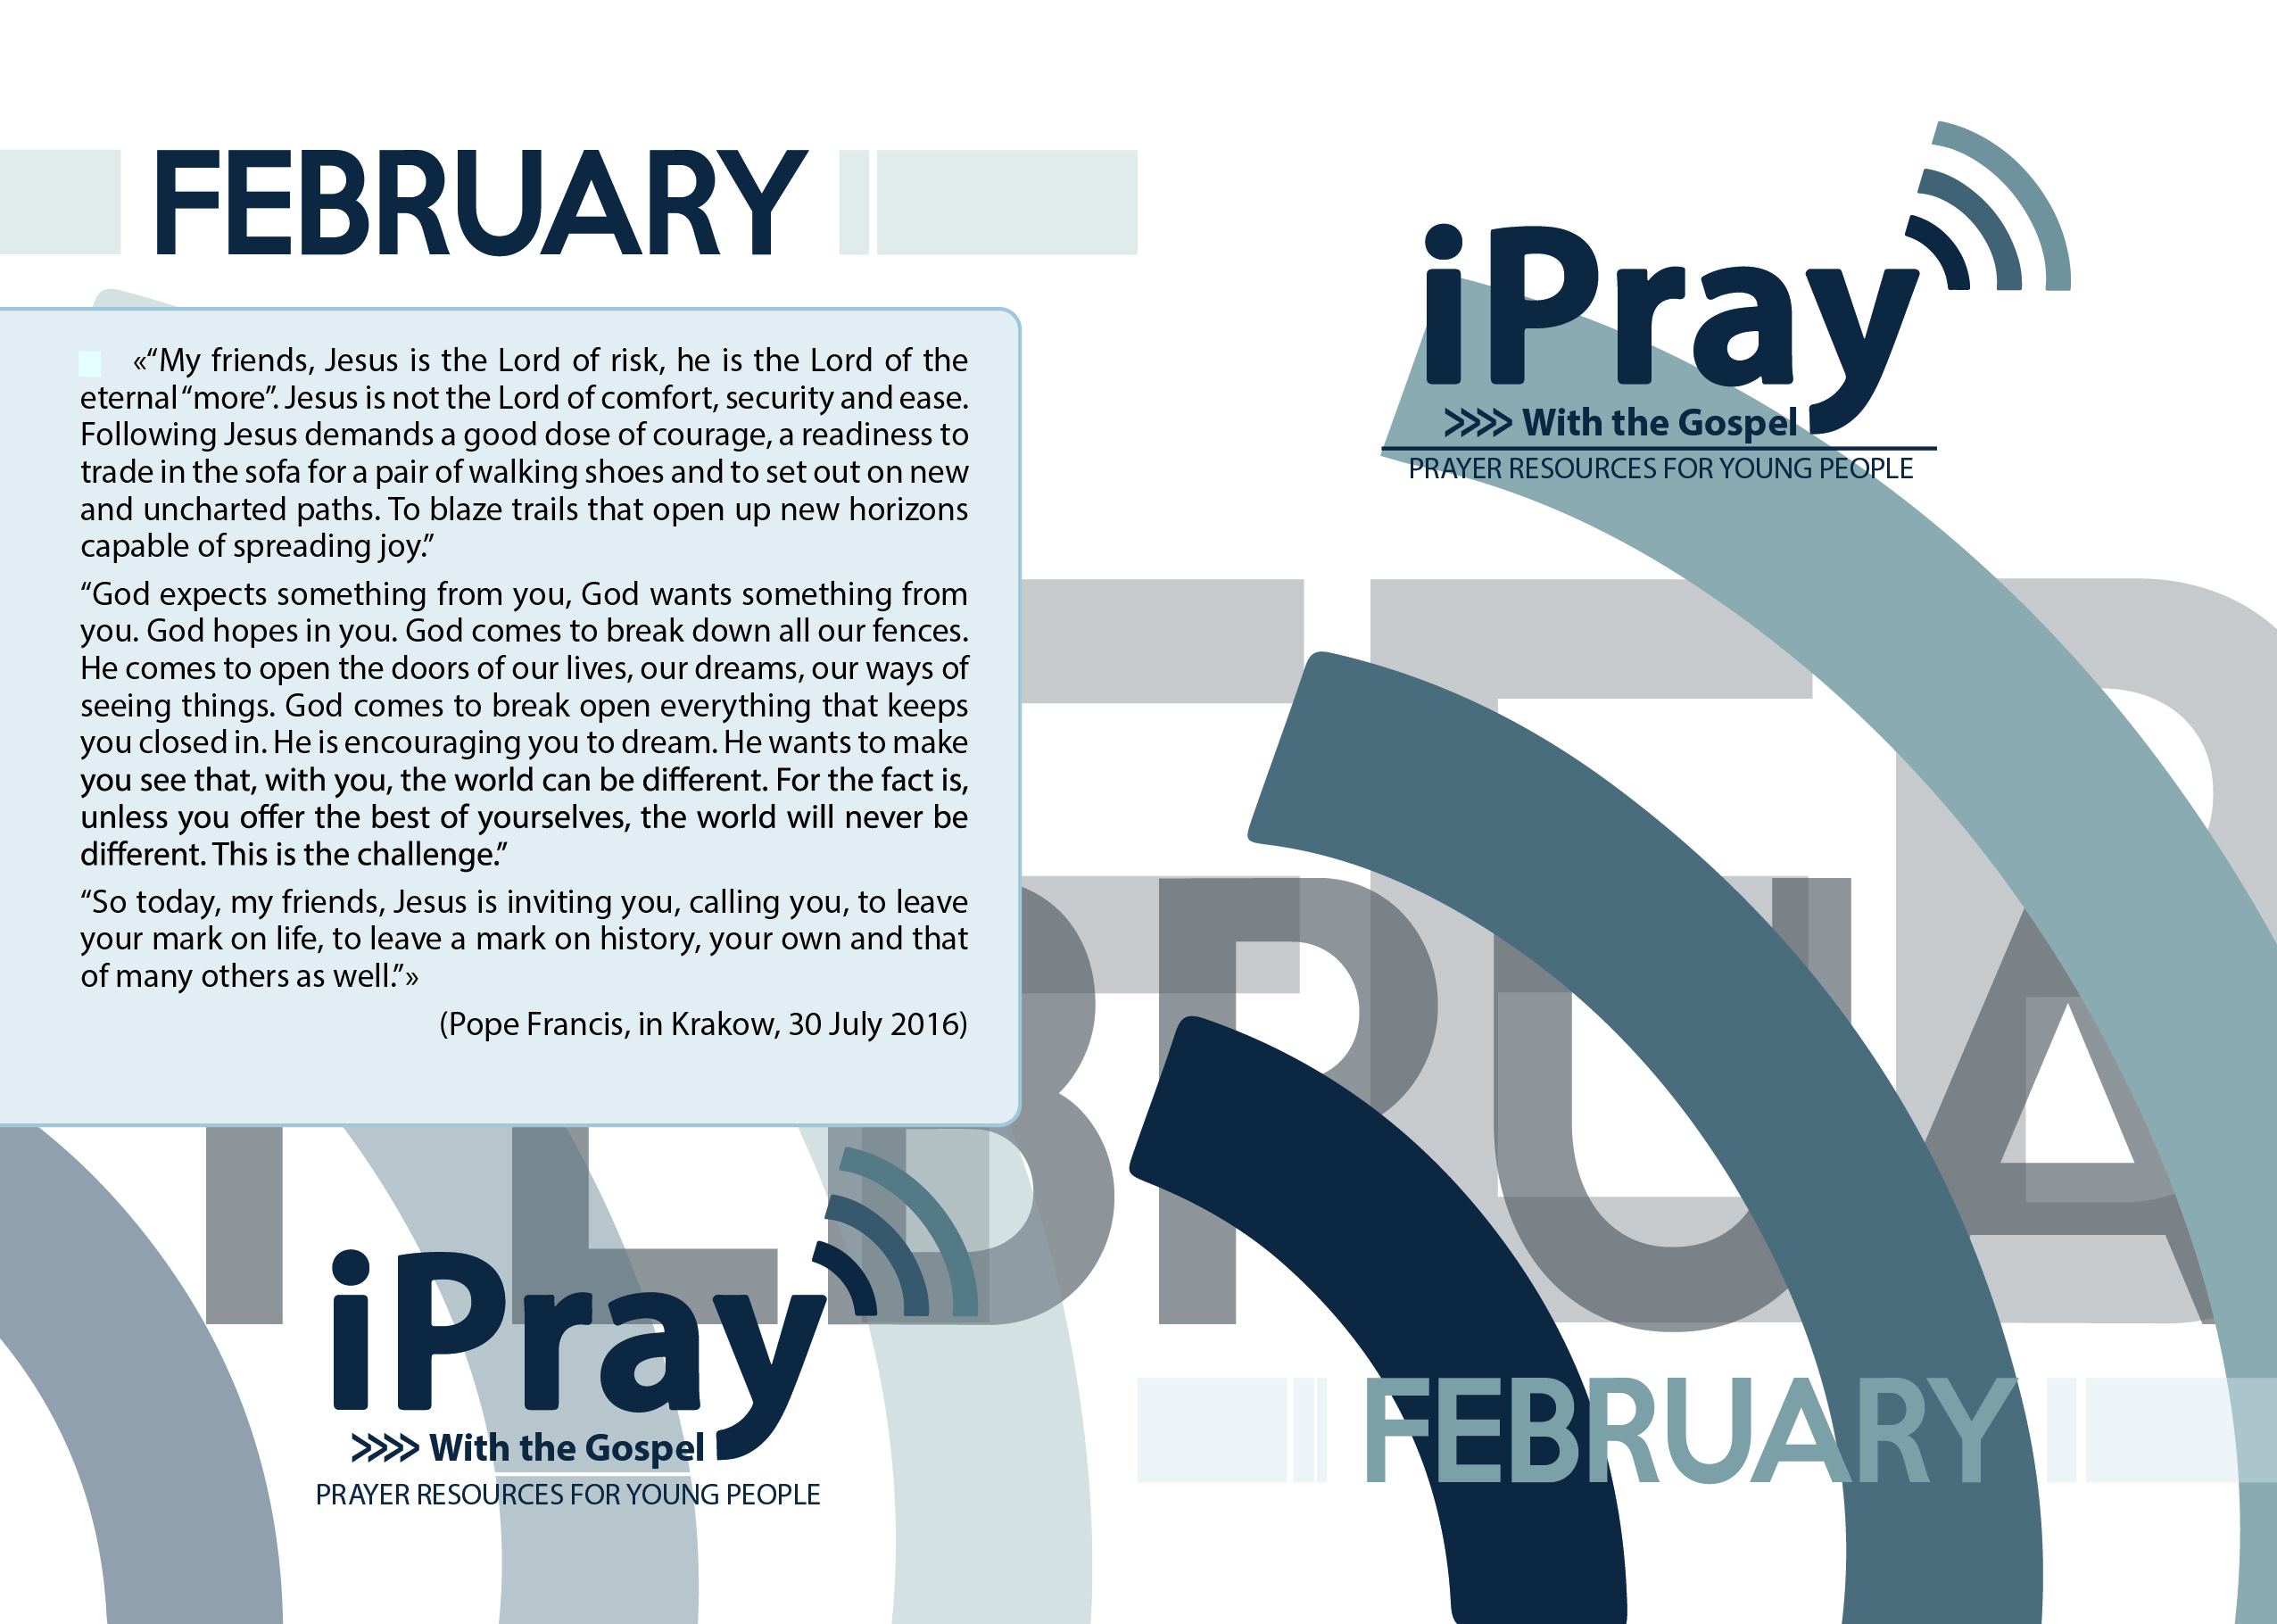 FEBRUARY
«“My friends, Jesus is the Lord of risk, he is the Lord of the
eternal “more”. Jesus is not the Lord of comfort, security and ease.
Following Jesus demands a good dose of courage, a readiness to
trade in the sofa for a pair of walking shoes and to set out on new
and uncharted paths. To blaze trails that open up new horizons
capable of spreading joy.”
“God expects something from you, God wants something from
you. God hopes in you. God comes to break down all our fences.
He comes to open the doors of our lives, our dreams, our ways of
seeing things. God comes to break open everything that keeps
you closed in. He is encouraging you to dream. He wants to make
you see that, with you, the world can be different. For the fact is,
unless you offer the best of yourselves, the world will never be
different. This is the challenge.”
“So today, my friends, Jesus is inviting you, calling you, to leave
your mark on life, to leave a mark on history, your own and that
of many others as well.”»
(Pope Francis, in Krakow, 30 July 2016)
iPray
>>>> With the Gospel
PRAYER RESOURCES FOR YOUNG PEOPLE
iPray
>>>> With the Gospel
PRAYER RESOURCES FOR YOUNG PEOPLE
FEBRUARY